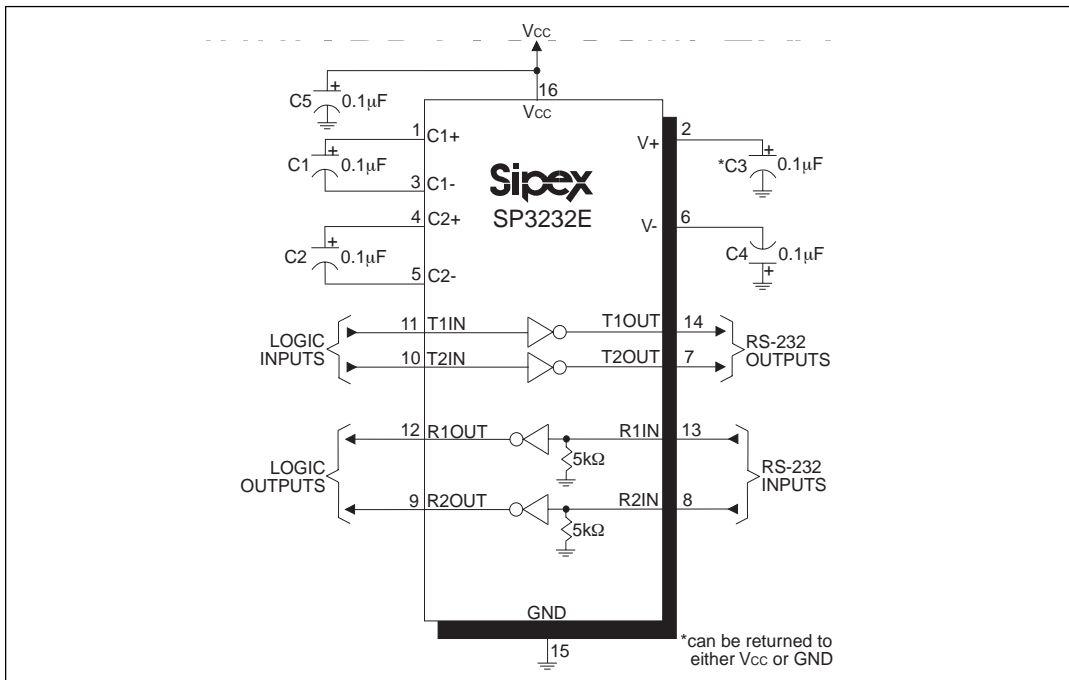 VCC
16
VCC
C5
+
0.1µF
1
C1+
C1
+
0.1µF
3
C1-
4
C2+
C2
+
0.1µF
5
C2-
Sipex
SP3232E
2
V+
*C3
+
0.1µF
6
V-
C4
0.1µF
+
LOGIC
INPUTS
11
T1IN
T1OUT
14
10
T2IN
T2OUT
7
RS-232
OUTPUTS
LOGIC
OUTPUTS
12
R1OUT
R1IN
13
5kΩ
9
R2OUT
R2IN
8
5kΩ
RS-232
INPUTS
GND
15
*can be returned to
either VCC or GND